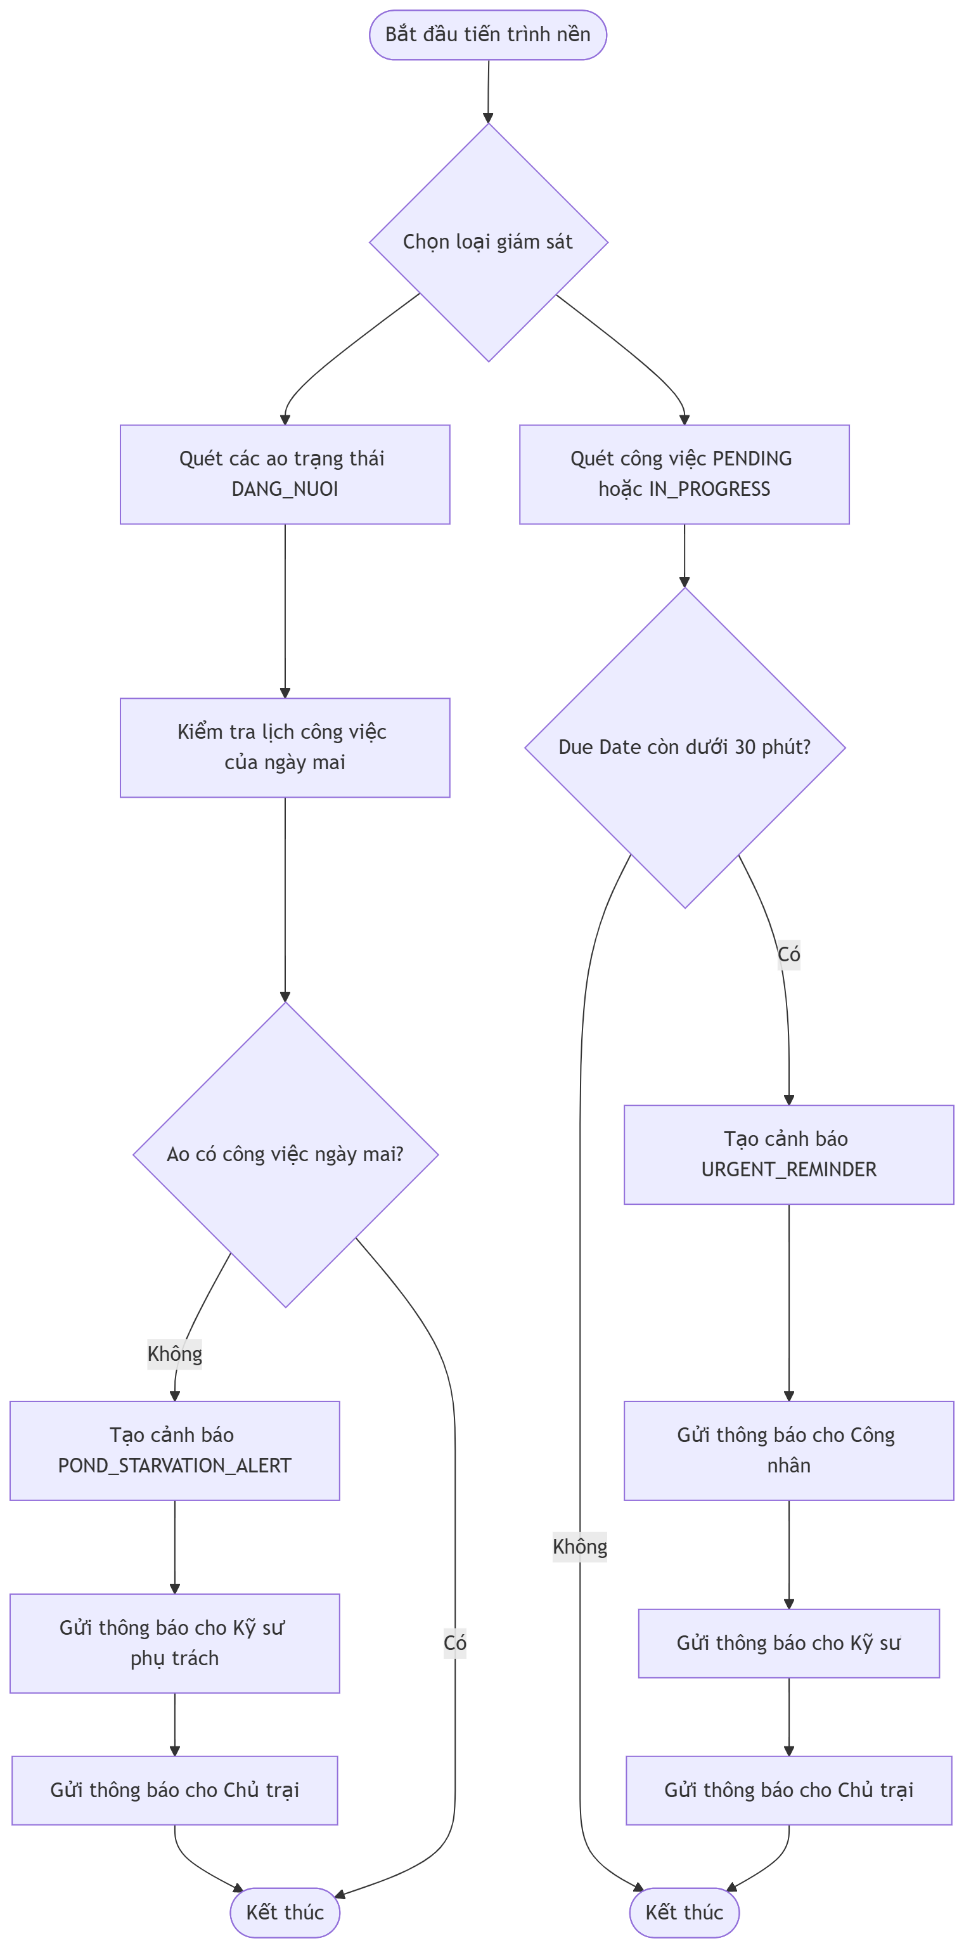 Bắt đầu tiến trình nền
Chọn loại giám sát
Quét các ao trạng thái
DANG_NUOI
Quét công việc PENDING
hoặc IN_PROGRESS
Kiểm tra lịch công việc
của ngày mai
Due Date còn dưới 30 phút?
Có
Ao có công việc ngày mai?
Tạo cảnh báo
URGENT_REMINDER
Không
Tạo cảnh báo
POND_STARVATION_ALERT
Gửi thông báo cho Công
nhân
Không
Gửi thông báo cho Kỹ sư
phụ trách
Có
Gửi thông báo cho Kỹ sư
Gửi thông báo cho Chủ trại
Gửi thông báo cho Chủ trại
Kết thúc
Kết thúc